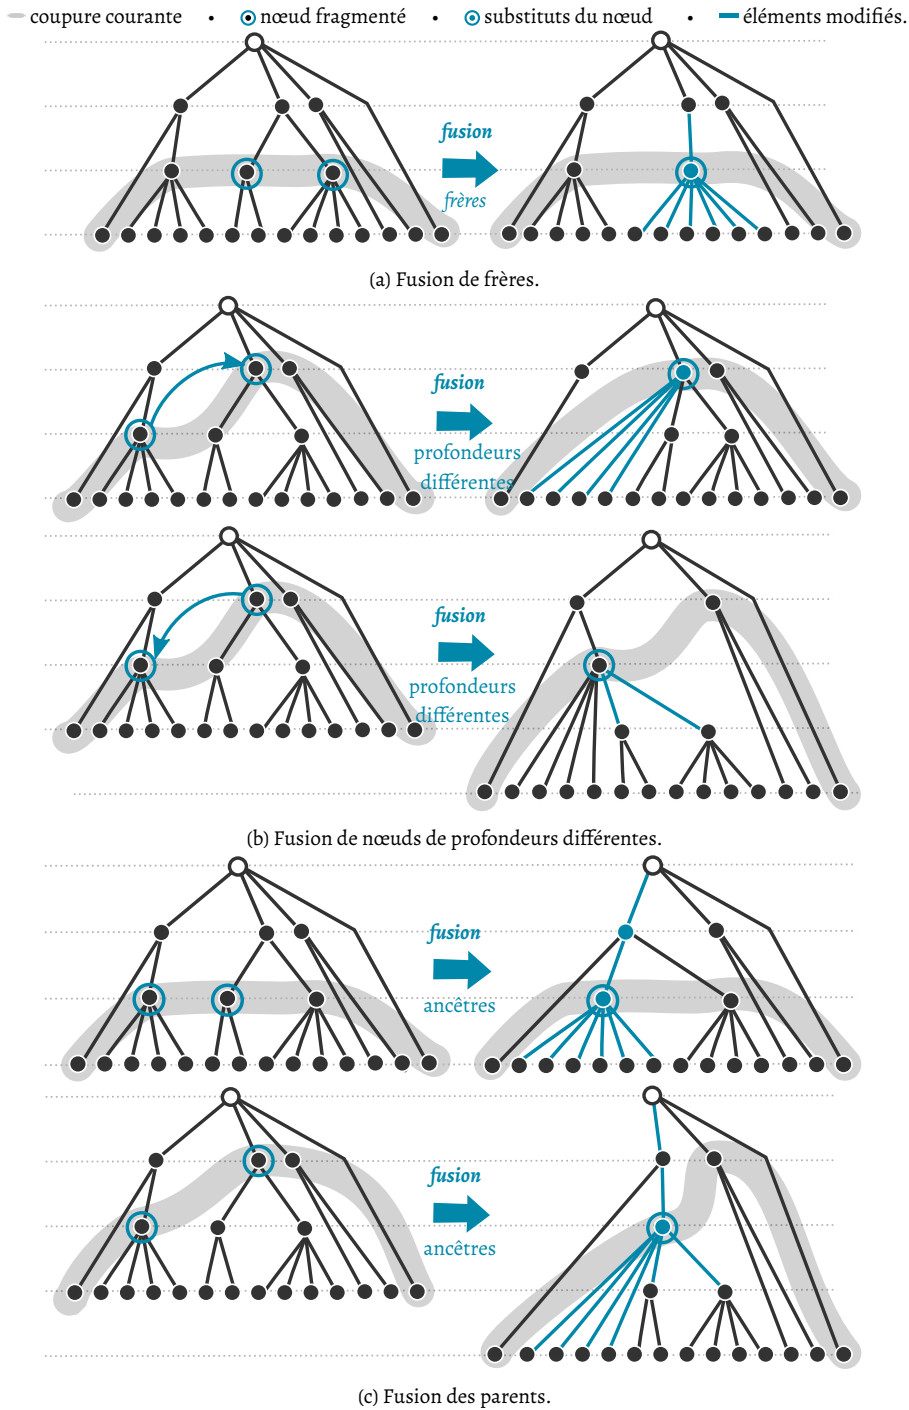 coupure courante • nœud fragmenté • substituts du nœud • éléments modifiés.
fusion
frères
(a) Fusion de frères.
fusion
profondeurs
différentes
fusion
profondeurs
différentes
(b) Fusion de nœuds de profondeurs différentes.
fusion
ancêtres
fusion
ancêtres
(c) Fusion des parents.